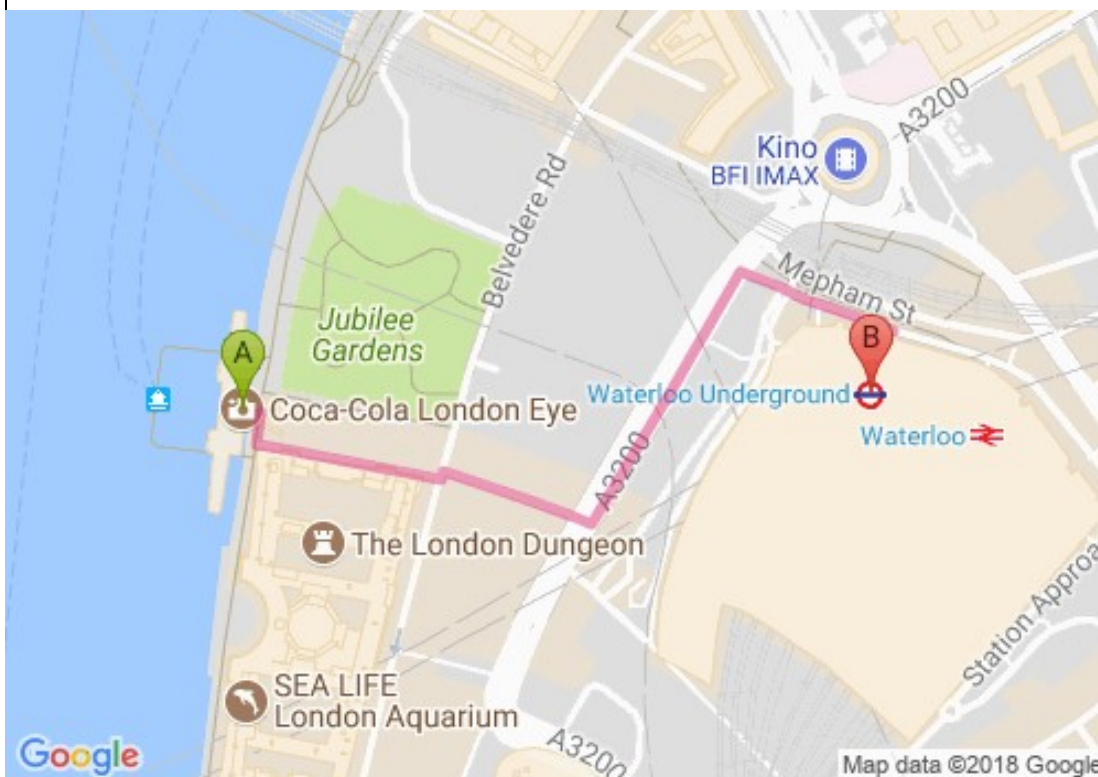 A3200
Kino
BFI IMAX
Belvedere Rd
Mepham St
Jubilee
Gardens
A
B
Coca-Cola London Eye
Waterloo Underground
Waterloo
A3200
The London Dungeon
Station Approa
SEA LIFE
London Aquarium
A3200
Google
Map data ©2018 Google